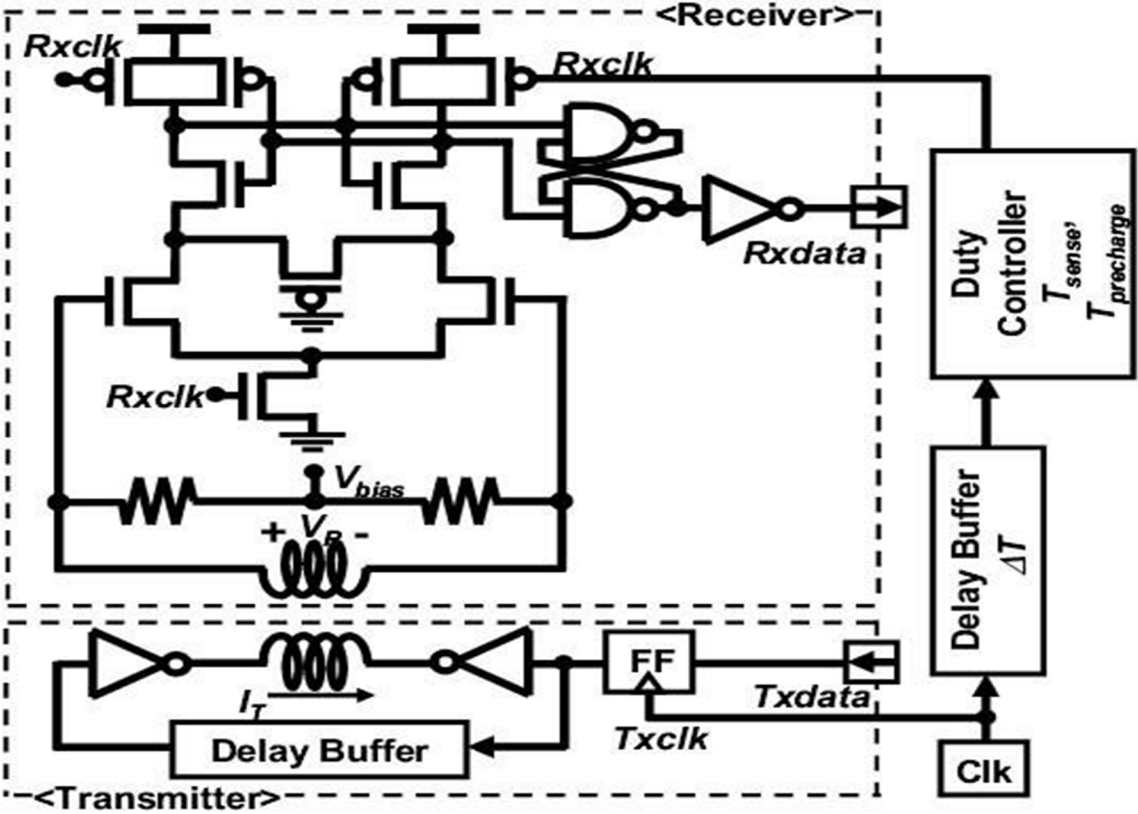 <Receiver>
Rxclk
Rxclk
Rxdata
Duty
Controller
Tsense,
Tprecharge
Rxclk
Vbias
+ VR -
Delay Buffer
ΔT
FF
IT
Txdata
Txclk
Delay Buffer
Clk
<Transmitter>